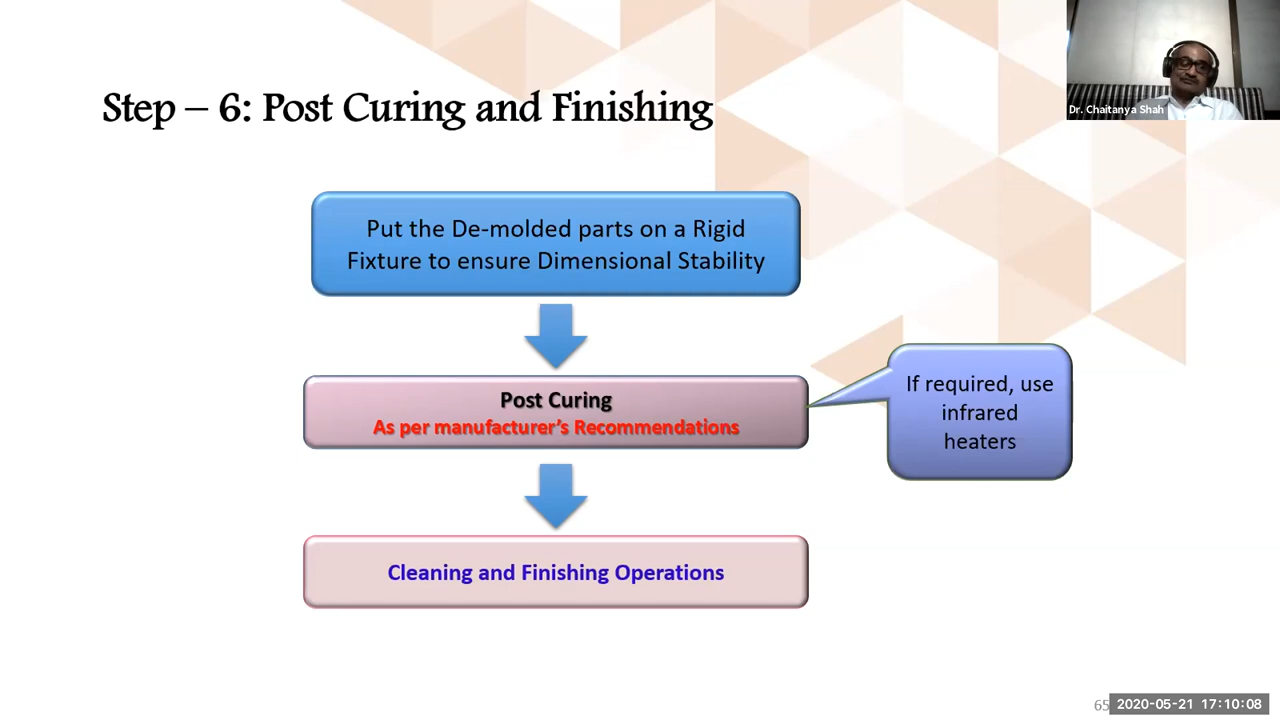 Dr. Chaitanya Shah
Step – 6: Post Curing and Finishing
Put the De-molded parts on a Rigid
Fixture to ensure Dimensional Stability
Post Curing
As per manufacturer's Recommendations
If required, use
infrared
heaters
Cleaning and Finishing Operations
65
2020-05-21 17:10:08